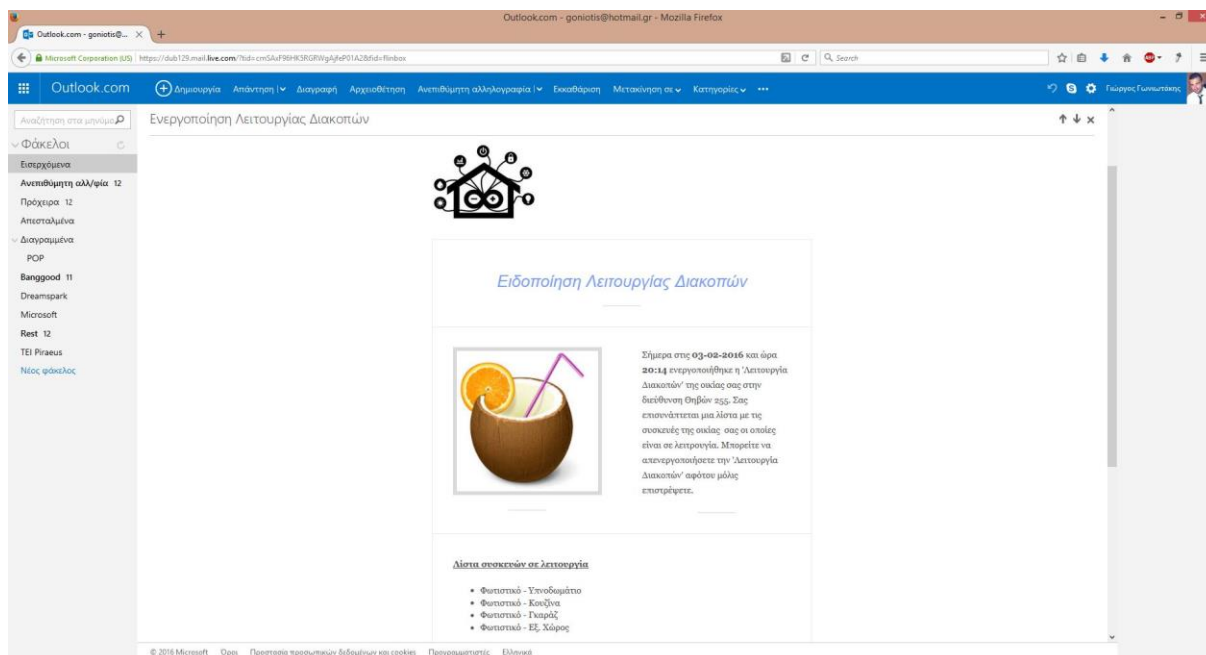 Outlook.com - goniotis@hotmail.gr - Mozilla Firefox
Outlook.com - goniotis@...
Microsoft Corporation (US)
Search
Outlook.com
Δημιουργία Απάντηση Διαγραφή Αρχειοθέτηση Ανεπιθύμητη αλληλογραφία Εκκαθάριση Μετακίνηση σε Κατηγορίες ...
Γιώργος Γωνιωτάκης
Αναζήτηση στα μηνύμα
Ενεργοποίηση Λειτουργίας Διακοπών
Φάκελοι
Εισερχόμενα
Ανεπιθύμητη αλλ/φία 12
Πρόχειρα 12
Απεσταλμένα
Διαγραμμένα
POP
Banggood 11
Dreamspark
Microsoft
Rest 12
TEI Piraeus
Νέος φάκελος
Ειδοποίηση Λειτουργίας Διακοπών
Σήμερα στις 03-02-2016 και ώρα
20:14 ενεργοποιήθηκε η 'Λειτουργία
Διακοπών' της οικίας σας στην
διεύθυνση Θηβών 255. Σας
επισυνάπτεται μια λίστα με τις
συσκευές της οικίας σας οι οποίες
είναι σε λειτρουγία. Μπορείτε να
απενεργοποιήσετε την 'Λειτουργία
Διακοπών' αφότου μόλις
επιστρέψετε.
Λίστα συσκευών σε λειτουργία
• Φωτιστικό - Υπνοδωμάτιο
• Φωτιστικό - Κουζίνα
• Φωτιστικό - Γκαράζ
• Φωτιστικό - Εξ. Χώρος
© 2016 Microsoft Όροι Προστασία προσωπικών δεδομένων και cookies Προγραμματιστές Ελληνικά